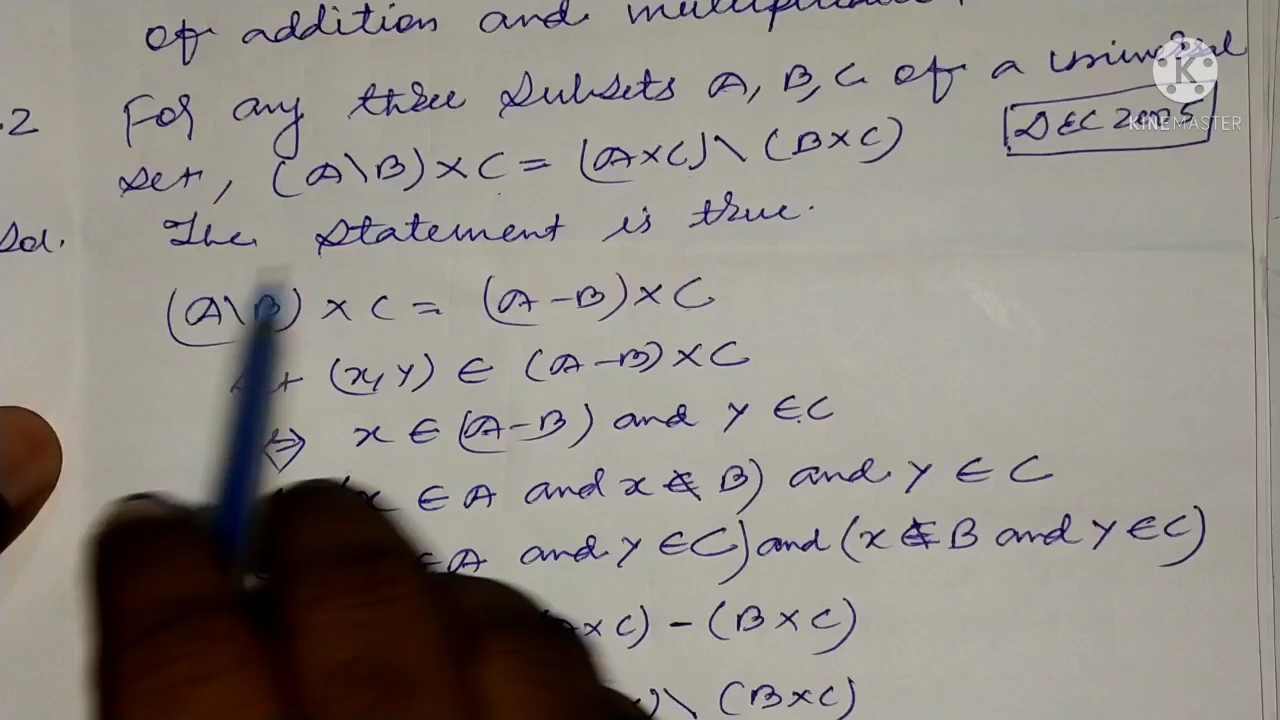 of addition and
.2 For any three subsets A, B, C of a universal
set, (A\B) × C = (A×C) \ (B×C)
DEC 2005
KINEMASTER
Sol. The statement is true.
(A\B) × C = (A-B) × C
(x, y) ∈ (A-B) × C
⇔ x ∈ (A-B) and y ∈ C
x ∈ A and x ∉ B) and y ∈ C
∈ A and y ∈ C) and (x ∉ B and y ∈ C)
×C) - (B×C)
) \ (B×C)